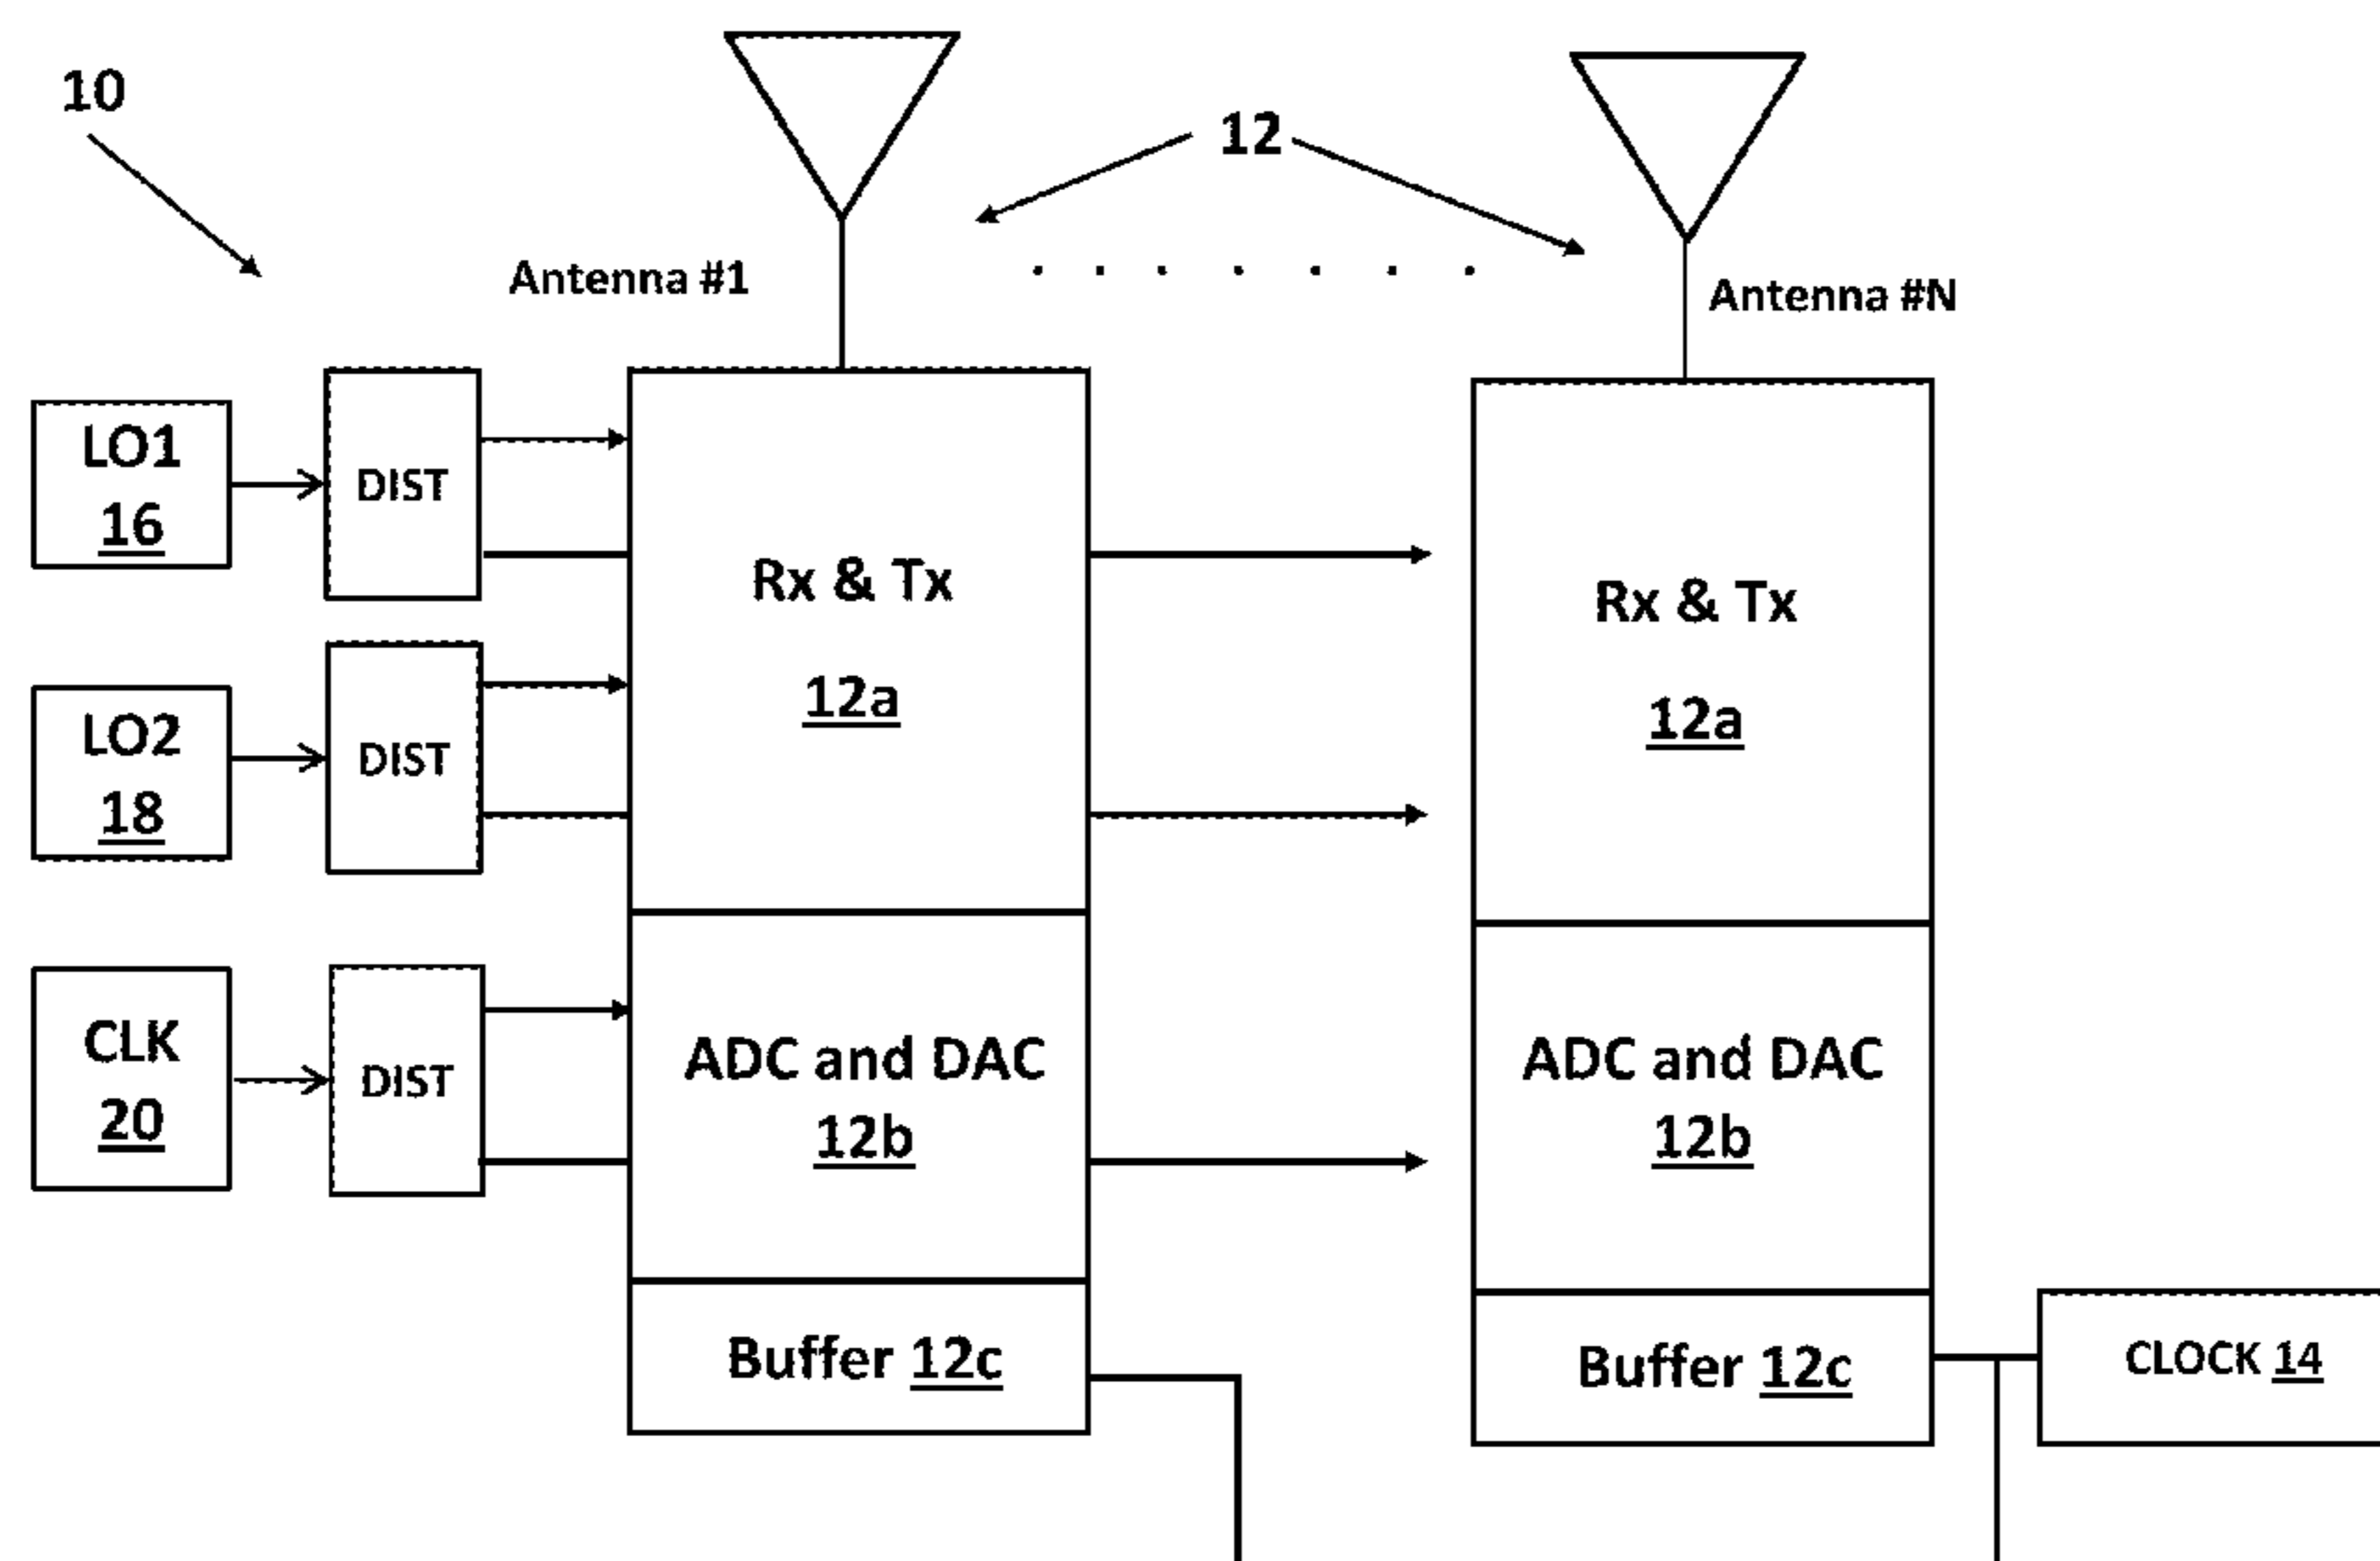 10
12
Antenna #1
Antenna #N
LO1
16
DIST
LO2
18
DIST
CLK
20
DIST
Rx & Tx
12a
ADC and DAC
12b
Buffer 12c
Rx & Tx
12a
ADC and DAC
12b
Buffer 12c
CLOCK 14